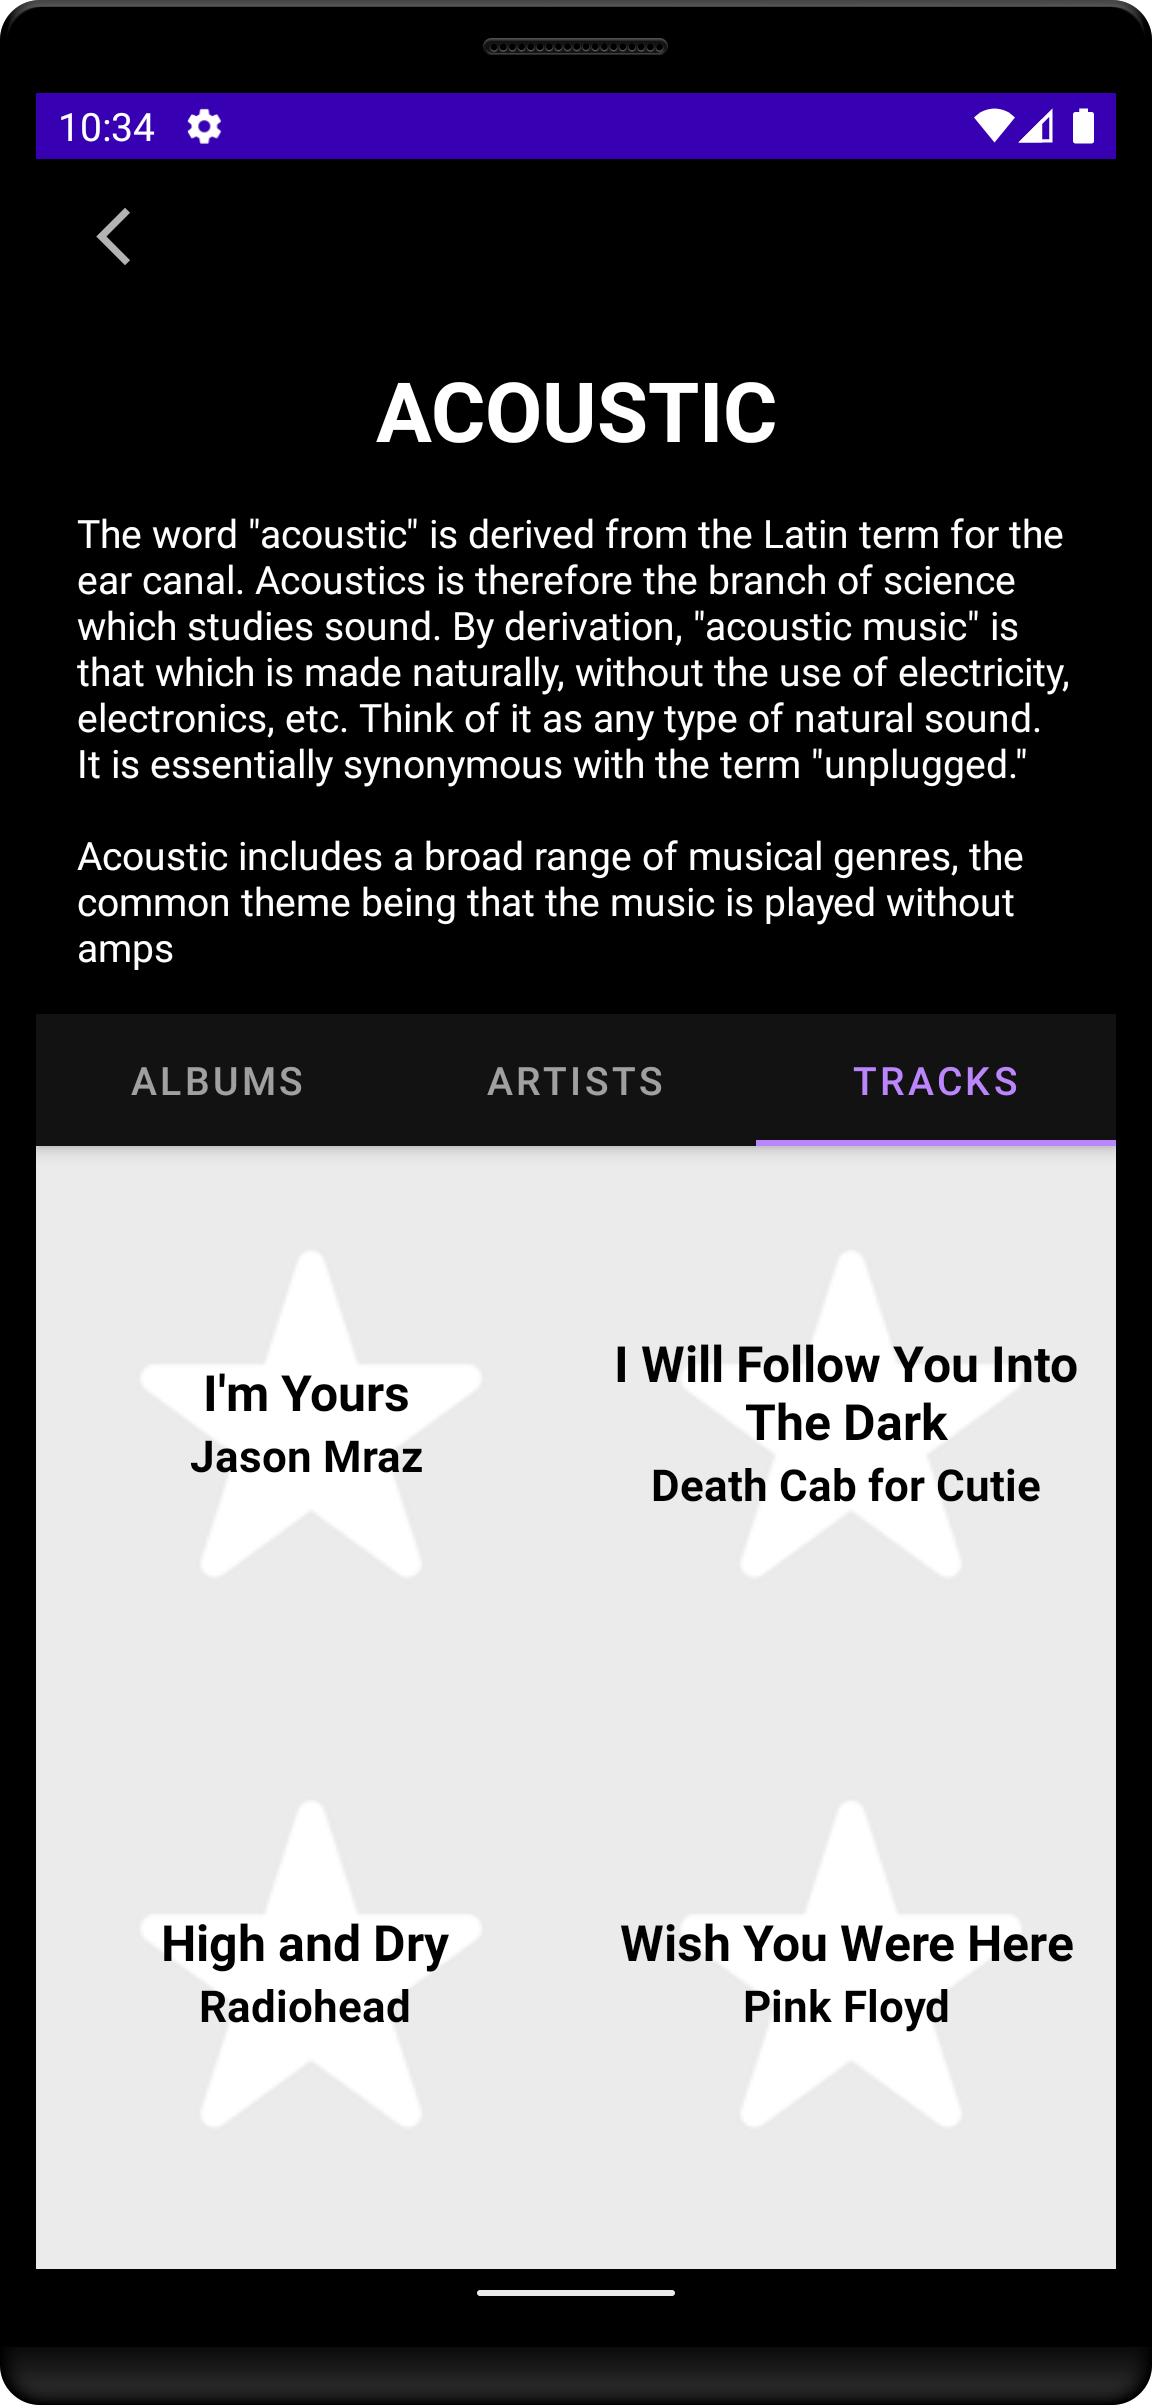 10:34
ACOUSTIC
The word "acoustic" is derived from the Latin term for the
ear canal. Acoustics is therefore the branch of science
which studies sound. By derivation, "acoustic music" is
that which is made naturally, without the use of electricity,
electronics, etc. Think of it as any type of natural sound.
It is essentially synonymous with the term "unplugged."
Acoustic includes a broad range of musical genres, the
common theme being that the music is played without
amps
ALBUMS ARTISTS TRACKS
I'm Yours
Jason Mraz
I Will Follow You Into
The Dark
Death Cab for Cutie
High and Dry
Radiohead
Wish You Were Here
Pink Floyd